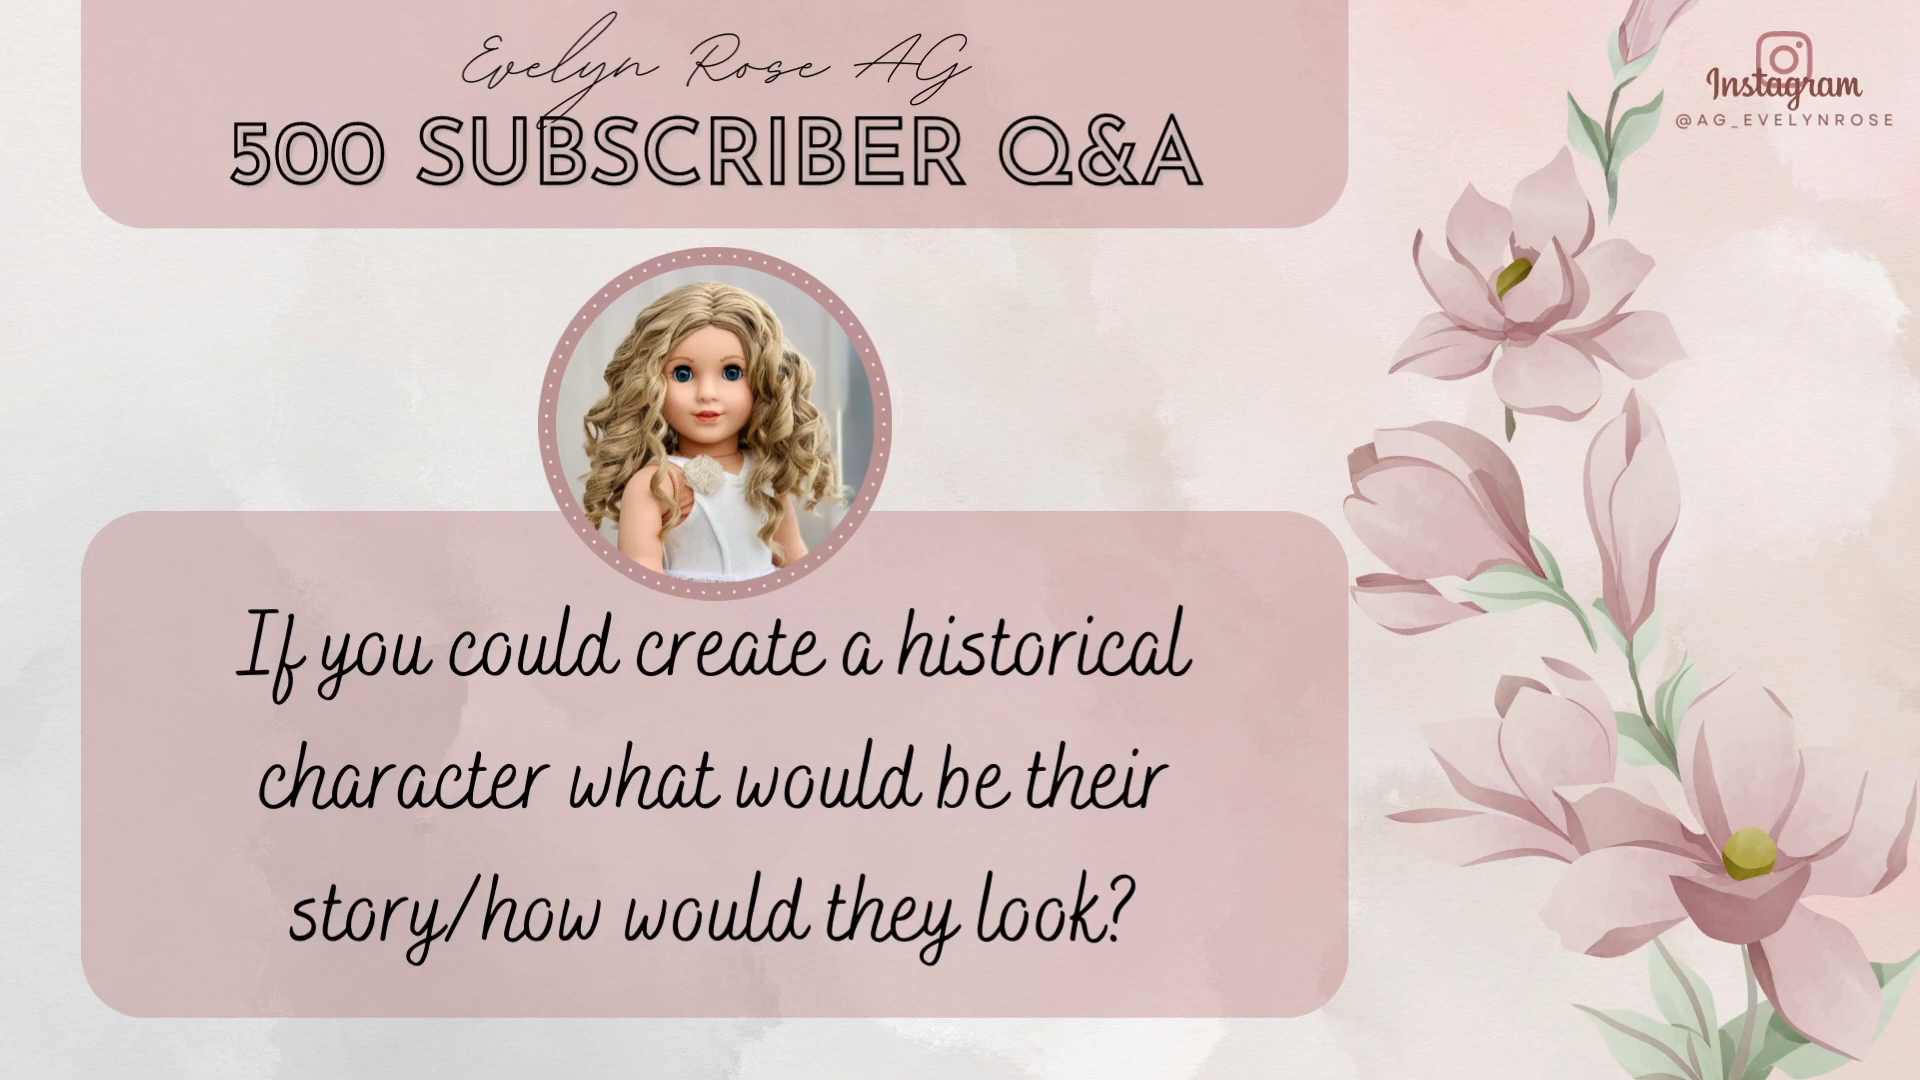 Evelyn Rose AG
500 SUBSCRIBER Q&A
Instagram
@AG_EVELYNROSE
If you could create a historical
character what would be their
story/how would they look?